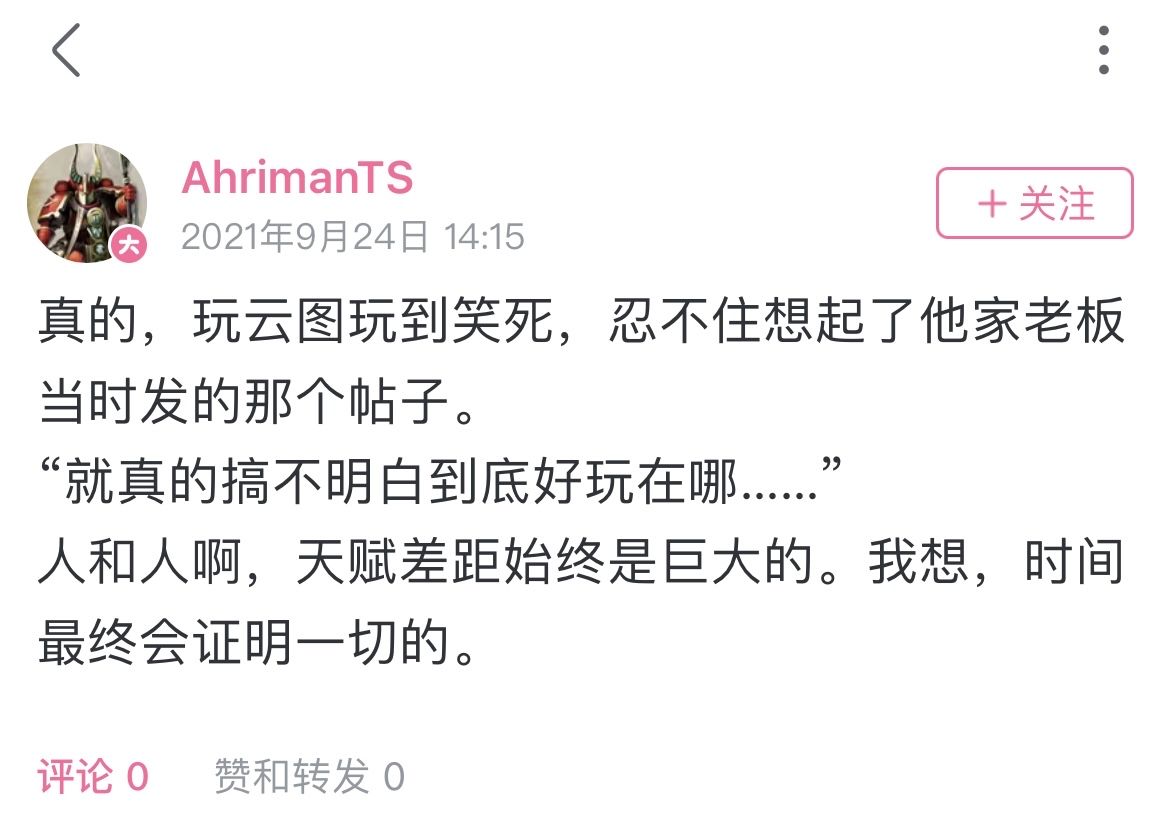 AhrimanTS
2021年9月24日 14:15
+ 关注
真的，玩云图玩到笑死，忍不住想起了他家老板
当时发的那个帖子。
“就真的搞不明白到底好玩在哪……”
人和人啊，天赋差距始终是巨大的。我想，时间
最终会证明一切的。
评论 0 赞和转发 0